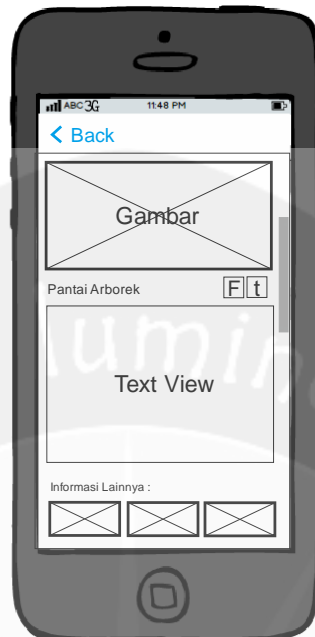 ABC 3G 11:48 PM
Back
Gambar
Pantai Arborek F t
Text View
Informasi Lainnya :